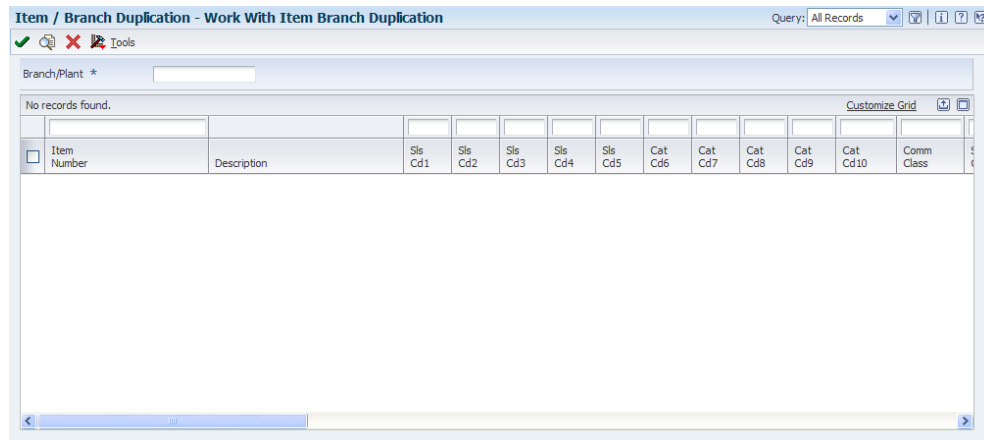 Item / Branch Duplication - Work With Item Branch Duplication Query: All Records
Tools
Branch/Plant *
No records found. Customize Grid
Item Number Description Sls Cd1 Sls Cd2 Sls Cd3 Sls Cd4 Sls Cd5 Cat Cd6 Cat Cd7 Cat Cd8 Cat Cd9 Cat Cd10 Comm Class